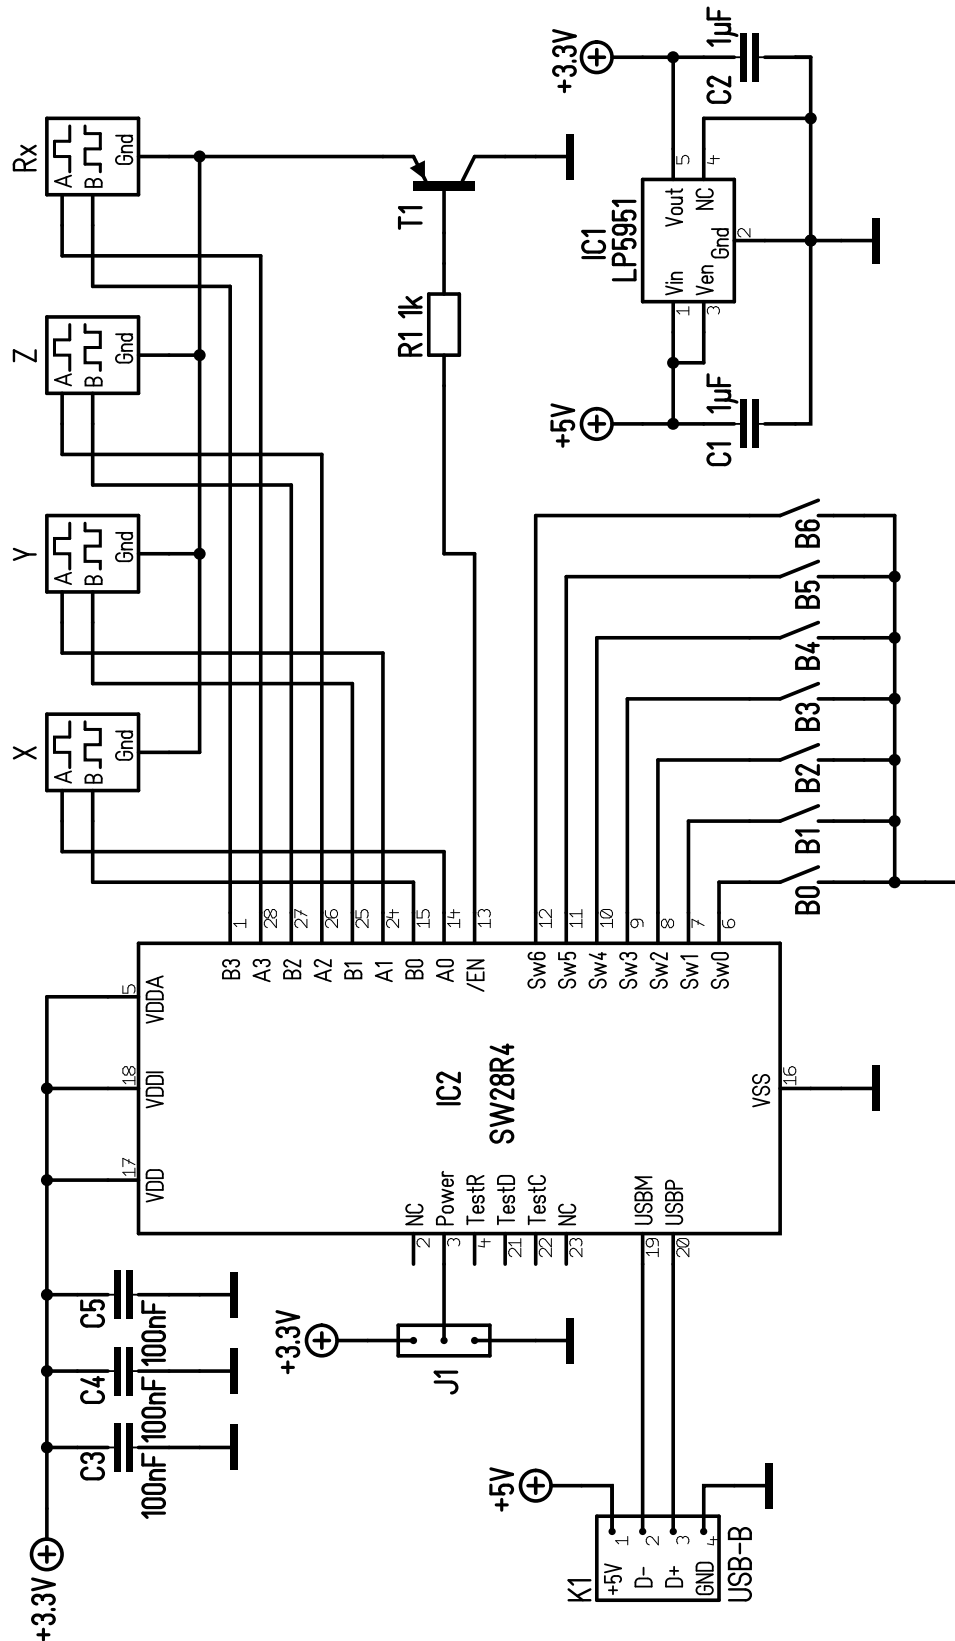 +3.3V
C3
100nF
C4
100nF
C5
100nF
17
VDD
18
VDDI
5
VDDA
X
A
B
Gnd
Y
A
B
Gnd
Z
A
B
Gnd
Rx
A
B
Gnd
+3.3V
J1
NC
2
Power
3
TestR
4
TestD
21
TestC
22
NC
23
USBM
19
USBP
20
IC2
SW28R4
VSS
16
B3
1
A3
28
B2
27
A2
26
B1
25
A1
24
B0
15
A0
14
/EN
13
Sw6
12
Sw5
11
Sw4
10
Sw3
9
Sw2
8
Sw1
7
Sw0
6
R1 1k
T1
+5V
K1
+5V
1
D-
2
D+
3
GND
4
USB-B
B0
B1
B2
B3
B4
B5
B6
+5V
C1
1µF
IC1
LP5951
Vin
1
Ven
3
Vout
5
NC
4
Gnd
2
+3.3V
C2
1µF